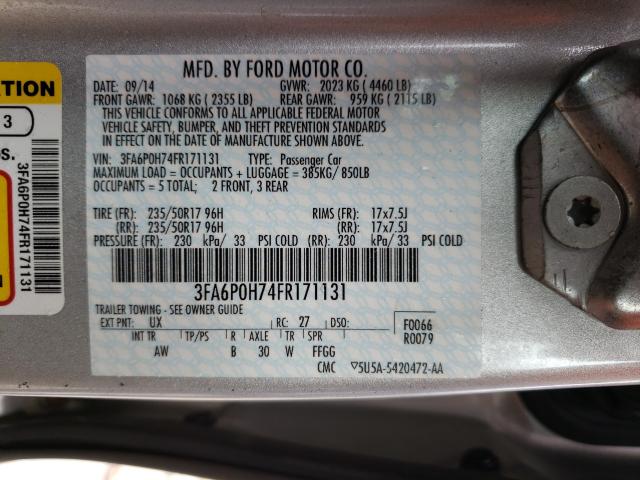 ATION
3
OS.
3FA6P0H74FR171131
MFD. BY FORD MOTOR CO.
DATE: 09/14 GVWR: 2023 KG ( 4460 LB)
FRONT GAWR: 1068 KG ( 2355 LB) REAR GAWR: 959 KG ( 2115 LB)
THIS VEHICLE CONFORMS TO ALL APPLICABLE FEDERAL MOTOR
VEHICLE SAFETY, BUMPER, AND THEFT PREVENTION STANDARDS
IN EFFECT ON THE DATE OF MANUFACTURE SHOWN ABOVE.
VIN: 3FA6P0H74FR171131 TYPE: Passenger Car
MAXIMUM LOAD = OCCUPANTS + LUGGAGE = 385KG/ 850LB
OCCUPANTS = 5 TOTAL; 2 FRONT, 3 REAR
TIRE (FR): 235/50R17 96H RIMS (FR): 17x7.5J
(RR): 235/50R17 96H (RR): 17x7.5J
PRESSURE (FR): 230 kPa/ 33 PSI COLD (RR): 230 kPa/ 33 PSI COLD
3FA6P0H74FR171131
TRAILER TOWING - SEE OWNER GUIDE
EXT PNT: UX RC: 27 DSO: F0066
R0079
INT TR TP/PS R AXLE TR SPR
AW B 30 W FFGG
CMC ▽5U5A-5420472-AA